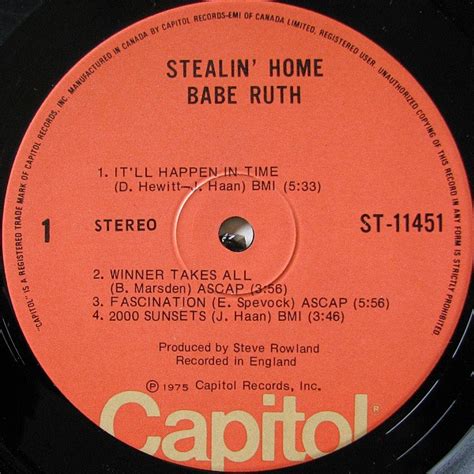 MANUFACTURED IN CANADA BY CAPITOL RECORDS-EMI OF CANADA LIMITED, REGISTERED USER. UNAUTHORIZED COPYING OF THIS RECORD IN ANY FORM IS STRICTLY PROHIBITED
"CAPITOL"- IS A REGISTERED TRADE MARK OF CAPITOL RECORDS, INC.
STEALIN' HOME
BABE RUTH
1. IT'LL HAPPEN IN TIME
(D. Hewitt-J. Haan) BMI (5:33)
1 STEREO ST-11451
2. WINNER TAKES ALL
(B. Marsden) ASCAP (3:56)
3. FASCINATION (E. Spevock) ASCAP (5:56)
4. 2000 SUNSETS (J. Haan) BMI (3:46)
Produced by Steve Rowland
Recorded in England
Ⓟ 1975 Capitol Records, Inc.
Capitol®